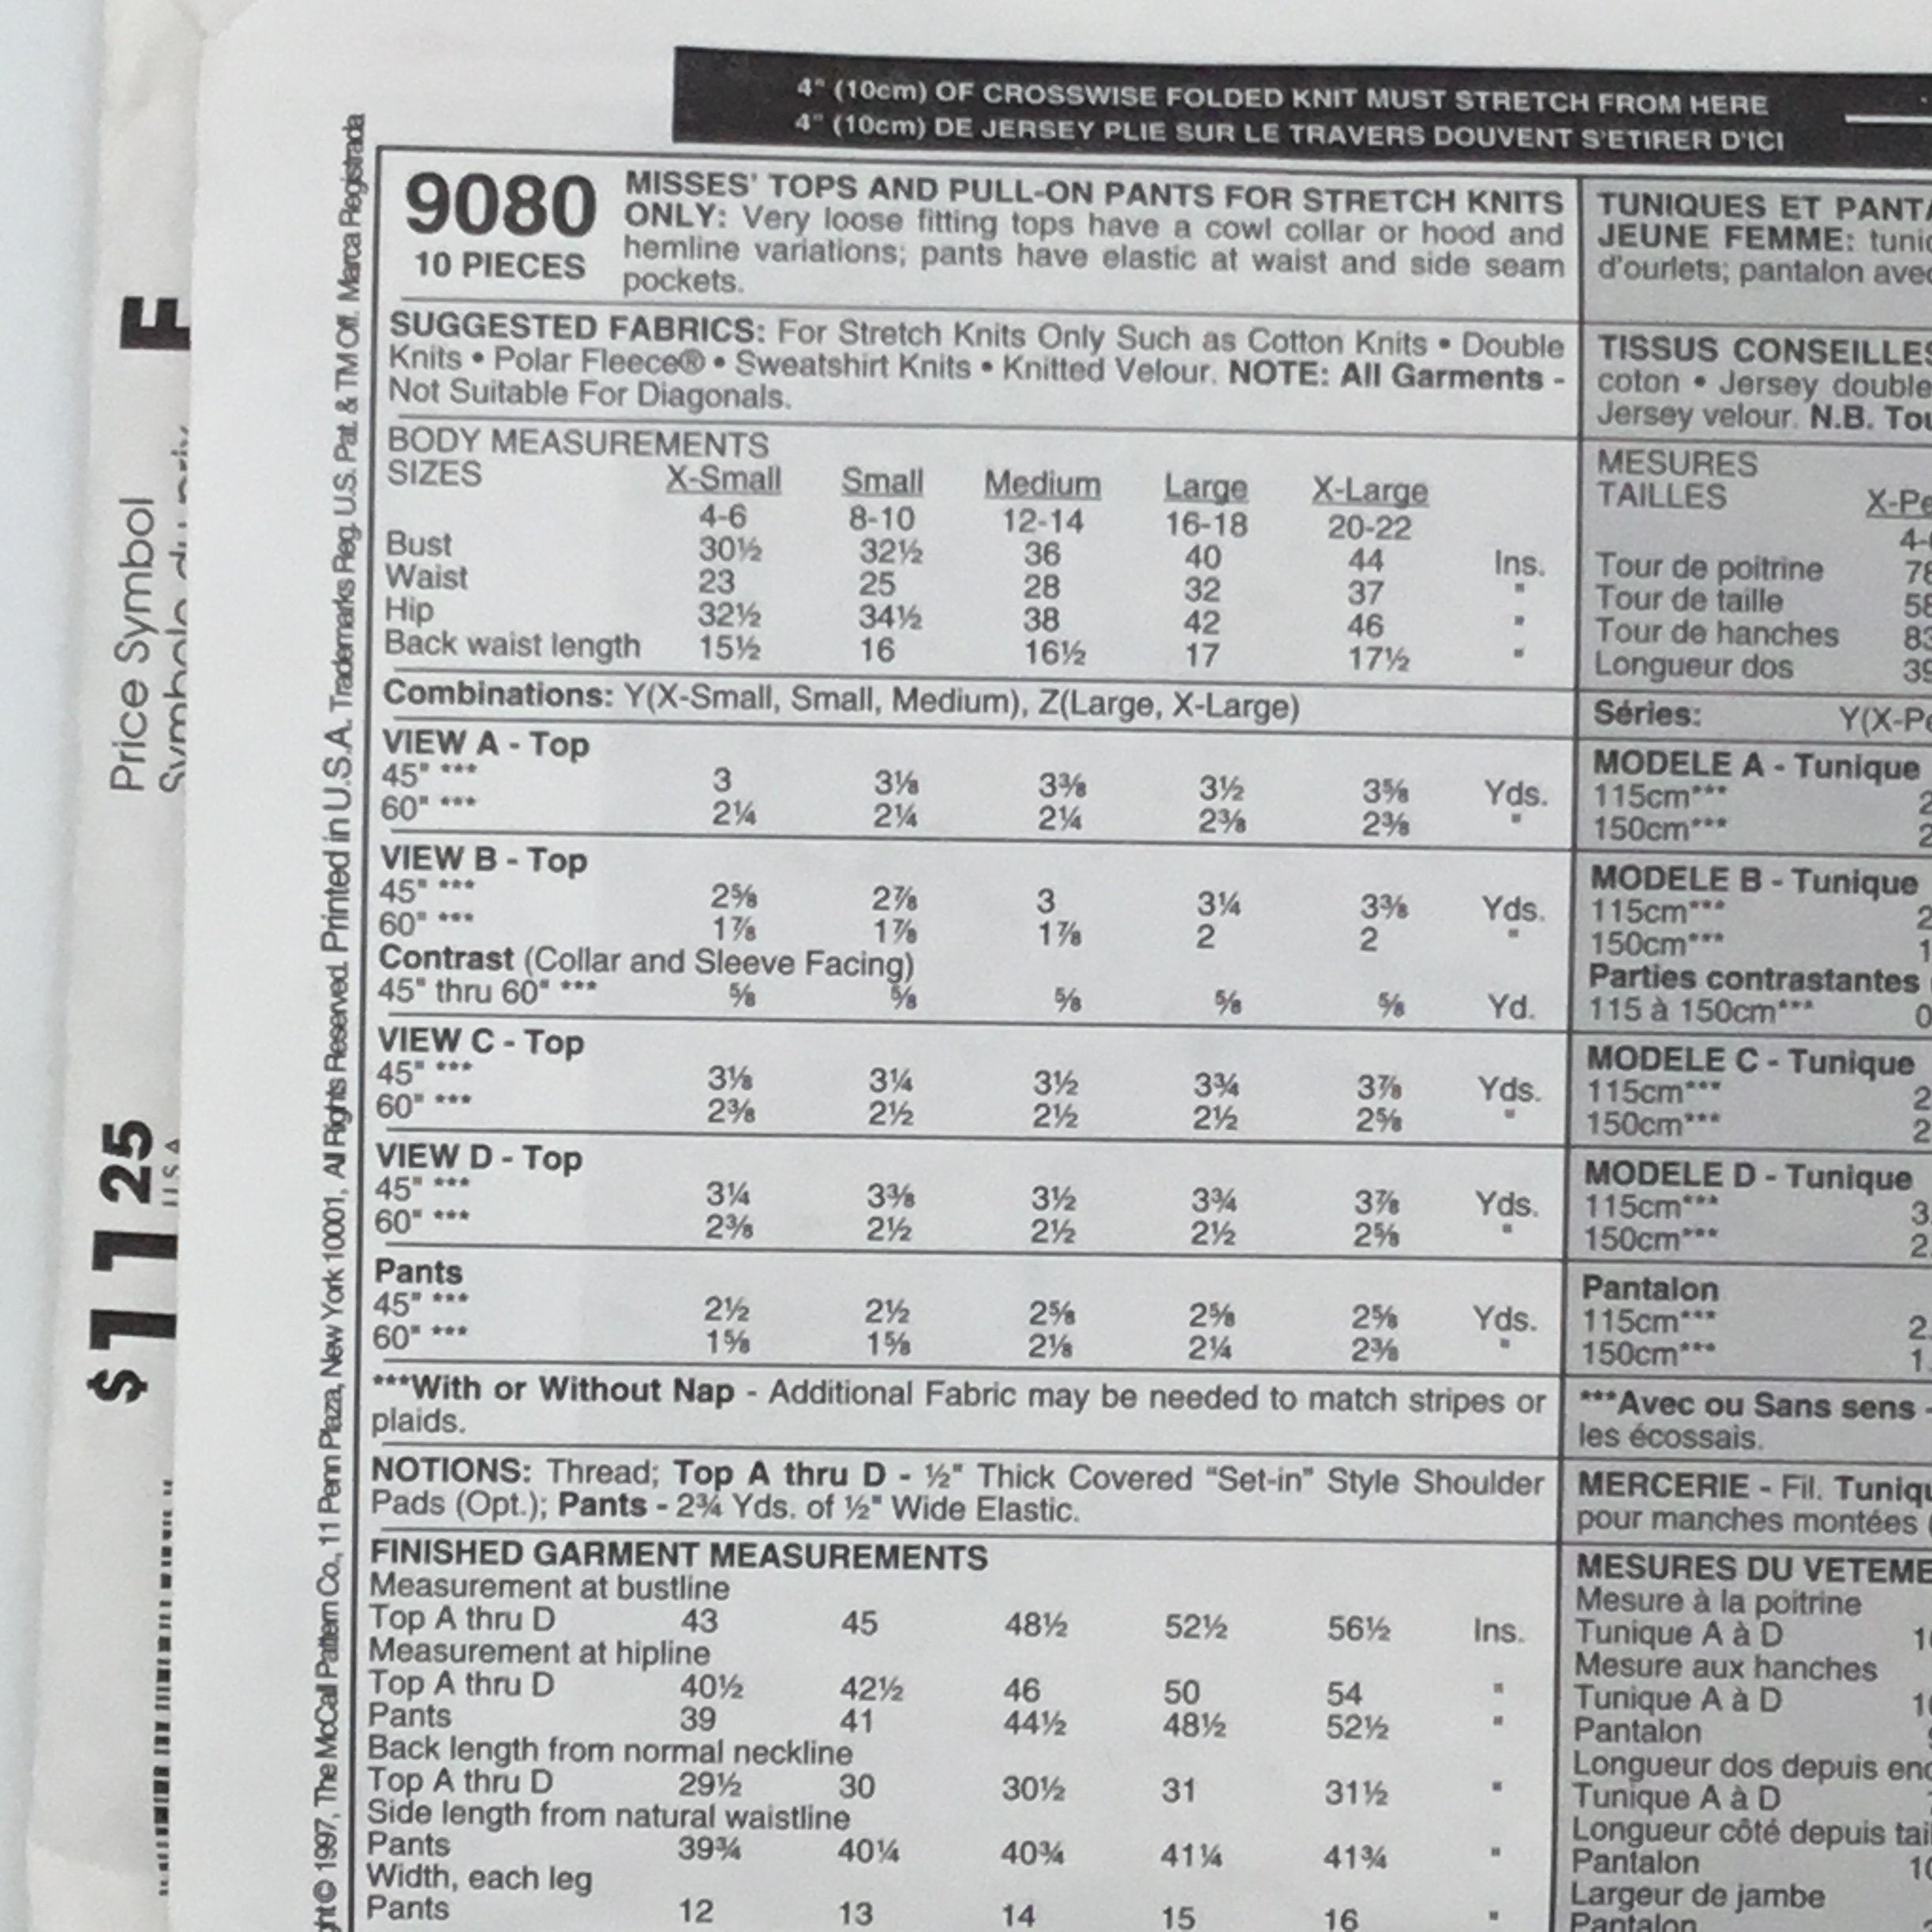 4" (10cm) OF CROSSWISE FOLDED KNIT MUST STRETCH FROM HERE
4" (10cm) DE JERSEY PLIE SUR LE TRAVERS DOUVENT S'ETIRER D'ICI
9080
10 PIECES
MISSES' TOPS AND PULL-ON PANTS FOR STRETCH KNITS
ONLY: Very loose fitting tops have a cowl collar or hood and
hemline variations; pants have elastic at waist and side seam
pockets.
SUGGESTED FABRICS: For Stretch Knits Only Such as Cotton Knits • Double
Knits • Polar Fleece® • Sweatshirt Knits • Knitted Velour. NOTE: All Garments -
Not Suitable For Diagonals.
BODY MEASUREMENTS
SIZES X-Small Small Medium Large X-Large
4-6 8-10 12-14 16-18 20-22
Bust 30½ 32½ 36 40 44 Ins.
Waist 23 25 28 32 37 "
Hip 32½ 34½ 38 42 46 "
Back waist length 15½ 16 16½ 17 17½ "
Combinations: Y(X-Small, Small, Medium), Z(Large, X-Large)
VIEW A - Top
45" *** 3 3⅛ 3⅜ 3½ 3⅝ Yds.
60" *** 2¼ 2¼ 2¼ 2⅜ 2⅜ "
VIEW B - Top
45" *** 2⅝ 2⅞ 3 3¼ 3⅜ Yds.
60" *** 1⅞ 1⅞ 1⅞ 2 2 "
Contrast (Collar and Sleeve Facing)
45" thru 60" *** ⅝ ⅝ ⅝ ⅝ ⅝ Yd.
VIEW C - Top
45" *** 3⅛ 3¼ 3½ 3¾ 3⅞ Yds.
60" *** 2⅜ 2½ 2½ 2½ 2⅝ "
VIEW D - Top
45" *** 3¼ 3⅜ 3½ 3¾ 3⅞ Yds.
60" *** 2⅜ 2½ 2½ 2½ 2⅝ "
Pants
45" *** 2½ 2½ 2⅝ 2⅝ 2⅝ Yds.
60" *** 1⅝ 1⅝ 2⅛ 2¼ 2⅜ "
***With or Without Nap - Additional Fabric may be needed to match stripes or
plaids.
NOTIONS: Thread; Top A thru D - ½" Thick Covered “Set-in” Style Shoulder
Pads (Opt.); Pants - 2¾ Yds. of ½" Wide Elastic.
FINISHED GARMENT MEASUREMENTS
Measurement at bustline
Top A thru D 43 45 48½ 52½ 56½ Ins.
Measurement at hipline
Top A thru D 40½ 42½ 46 50 54 "
Pants 39 41 44½ 48½ 52½ "
Back length from normal neckline
Top A thru D 29½ 30 30½ 31 31½ "
Side length from natural waistline
Pants 39¾ 40¼ 40¾ 41¼ 41¾ "
Width, each leg
Pants 12 13 14 15 16 "
TUNIQUES ET
JEUNE FEMME:
d'ourlets; pantalon
TISSUS
coton • Jersey
Jersey velour. N.B.
MESURES
TAILLES
Tour de poitrine
Tour de taille
Tour de hanches
Longueur dos
Séries:
MODELE A - Tunique
115cm***
150cm***
MODELE B - Tunique
115cm***
150cm***
Parties contrastantes
115 à 150cm***
MODELE C - Tunique
115cm***
150cm***
MODELE D - Tunique
115cm***
150cm***
Pantalon
115cm***
150cm***
***Avec ou Sans sens -
les écossais.
MERCERIE - Fil.
pour manches montées
MESURES DU
Mesure à la poitrine
Tunique A à D
Mesure aux hanches
Tunique A à D
Pantalon
Longueur dos depuis
Tunique A à D
Longueur côté depuis
Pantalon
Largeur de jambe
Pantalon
© 1997, The McCall Pattern Co., 11 Penn Plaza, New York 10001, All Rights Reserved. Printed in U.S.A. Trademarks Reg. U.S. Pat. & TM Off. Marca Registrada
Price Symbol
$11 25
U.S.A